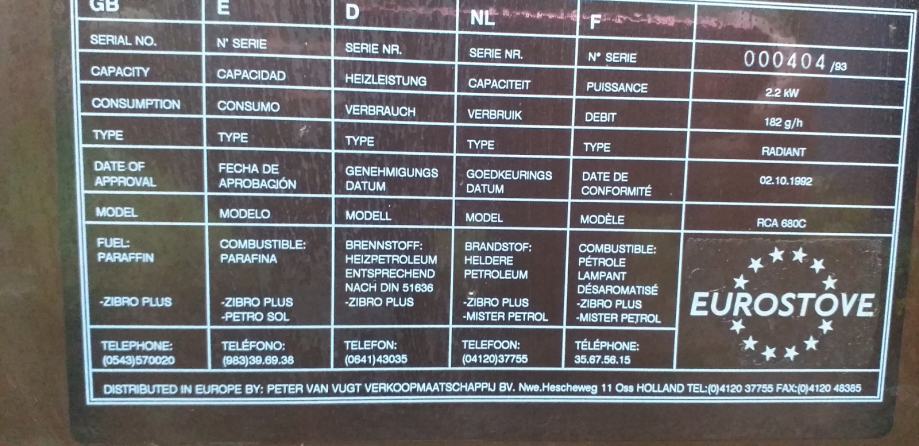 GB E D NL F
SERIAL NO. N° SERIE SERIE NR. SERIE NR. N° SERIE 000404 /93
CAPACITY CAPACIDAD HEIZLEISTUNG CAPACITEIT PUISSANCE 2.2 kW
CONSUMPTION CONSUMO VERBRAUCH VERBRUIK DEBIT 182 g/h
TYPE TYPE TYPE TYPE TYPE RADIANT
DATE OF FECHA DE GENEHMIGUNGS GOEDKEURINGS DATE DE 02.10.1992
APPROVAL APROBACIÓN DATUM DATUM CONFORMITÉ
MODEL MODELO MODELL MODEL MODÈLE RCA 680C
FUEL:
PARAFFIN
-ZIBRO PLUS
COMBUSTIBLE:
PARAFINA
-ZIBRO PLUS
-PETRO SOL
BRENNSTOFF:
HEIZPETROLEUM
ENTSPRECHEND
NACH DIN 51636
-ZIBRO PLUS
BRANDSTOF:
HELDERE
PETROLEUM
-ZIBRO PLUS
-MISTER PETROL
COMBUSTIBLE:
PÉTROLE
LAMPANT
DÉSAROMATISÉ
-ZIBRO PLUS
-MISTER PETROL
EUROSTOVE
TELEPHONE: TELÉFONO: TELEFON: TELEFOON: TÉLÉPHONE:
(0543)570020 (983)39.69.38 (0641)43035 (04120)37755 35.67.56.15
DISTRIBUTED IN EUROPE BY: PETER VAN VUGT VERKOOPMAATSCHAPPIJ BV. Nwe.Hescheweg 11 Oss HOLLAND TEL:(0)4120 37755 FAX:(0)4120 48385